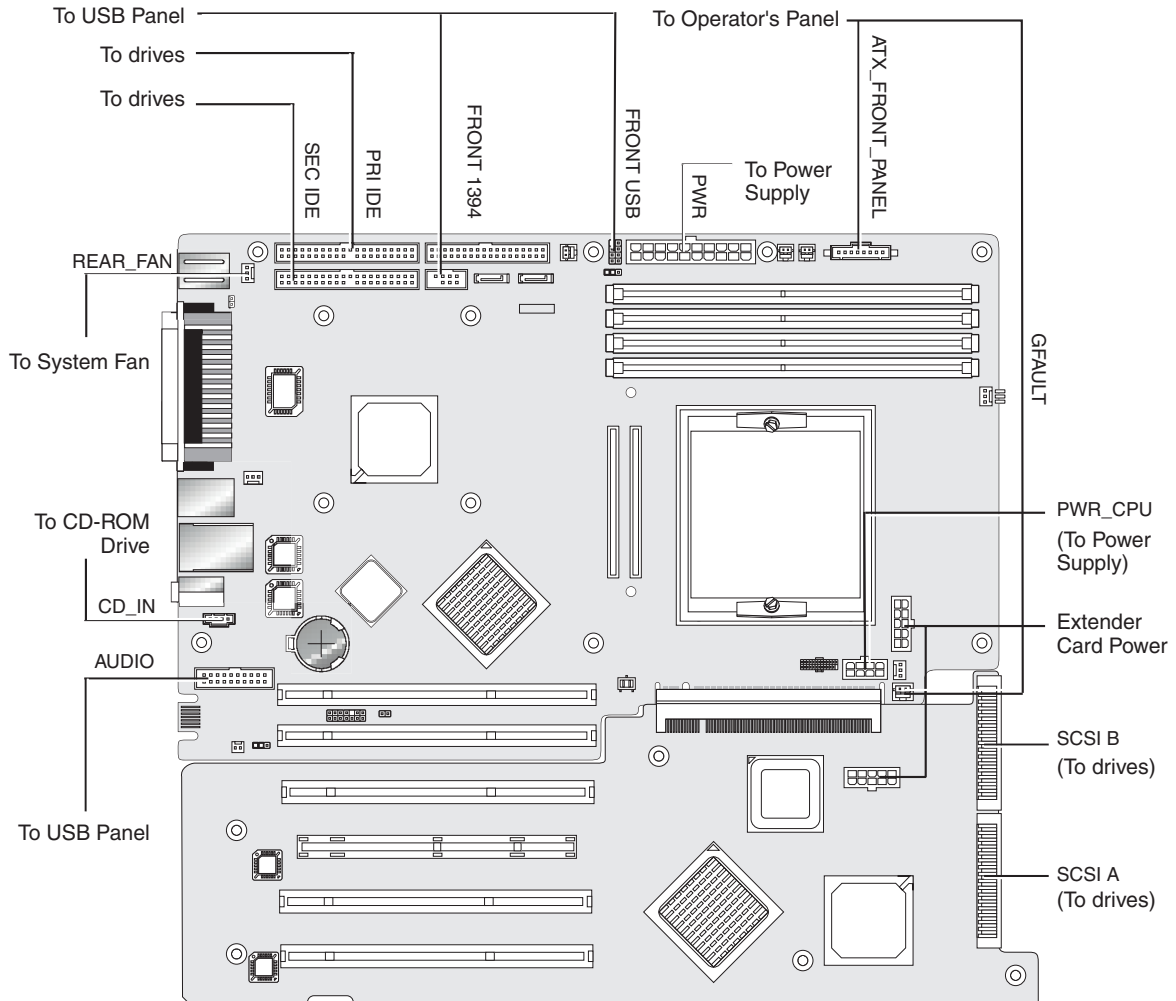 To USB Panel
To drives
To drives
To Operator's Panel
SEC IDE
PRI IDE
FRONT 1394
FRONT USB
PWR
To Power
Supply
ATX_FRONT_PANEL
REAR_FAN
To System Fan
GFAULT
To CD-ROM
Drive
CD_IN
AUDIO
To USB Panel
PWR_CPU
(To Power
Supply)
Extender
Card Power
SCSI B
(To drives)
SCSI A
(To drives)